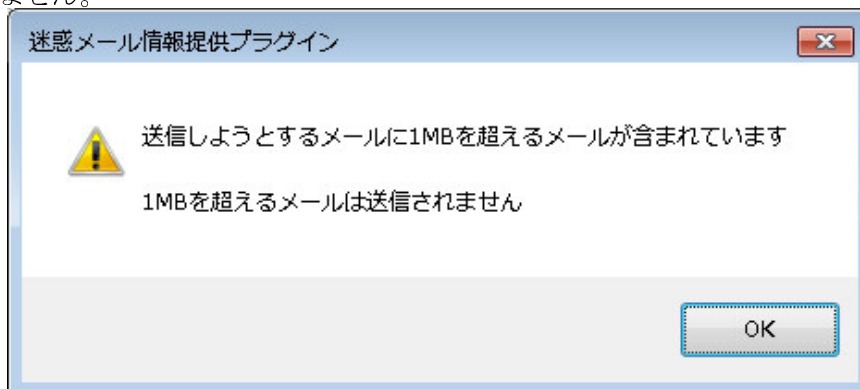 ません。
迷惑メール情報提供プラグイン
送信しようとするメールに1MBを超えるメールが含まれています
1MBを超えるメールは送信されません
OK